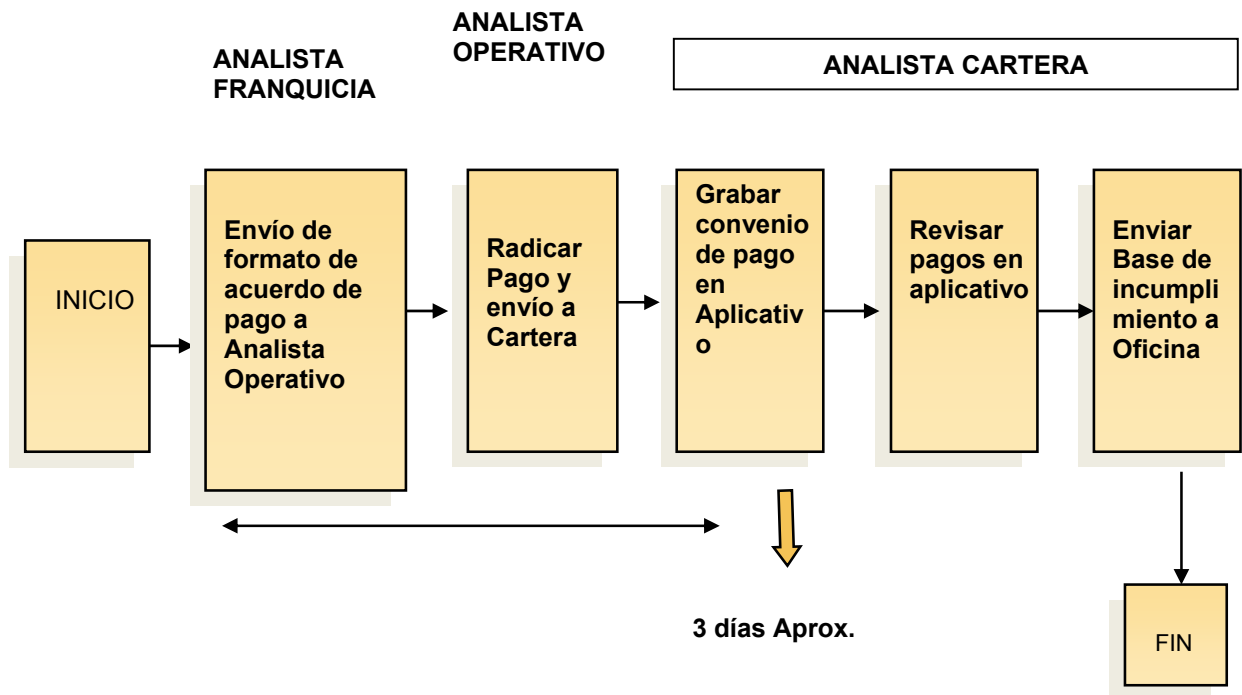 ANALISTA
FRANQUICIA
ANALISTA
OPERATIVO
ANALISTA CARTERA
INICIO
Envío de
formato de
acuerdo de
pago a
Analista
Operativo
Radicar
Pago y
envío a
Cartera
Grabar
convenio
de pago
en
Aplicativ
o
Revisar
pagos en
aplicativo
Enviar
Base de
incumpli
miento a
Oficina
3 días Aprox.
FIN